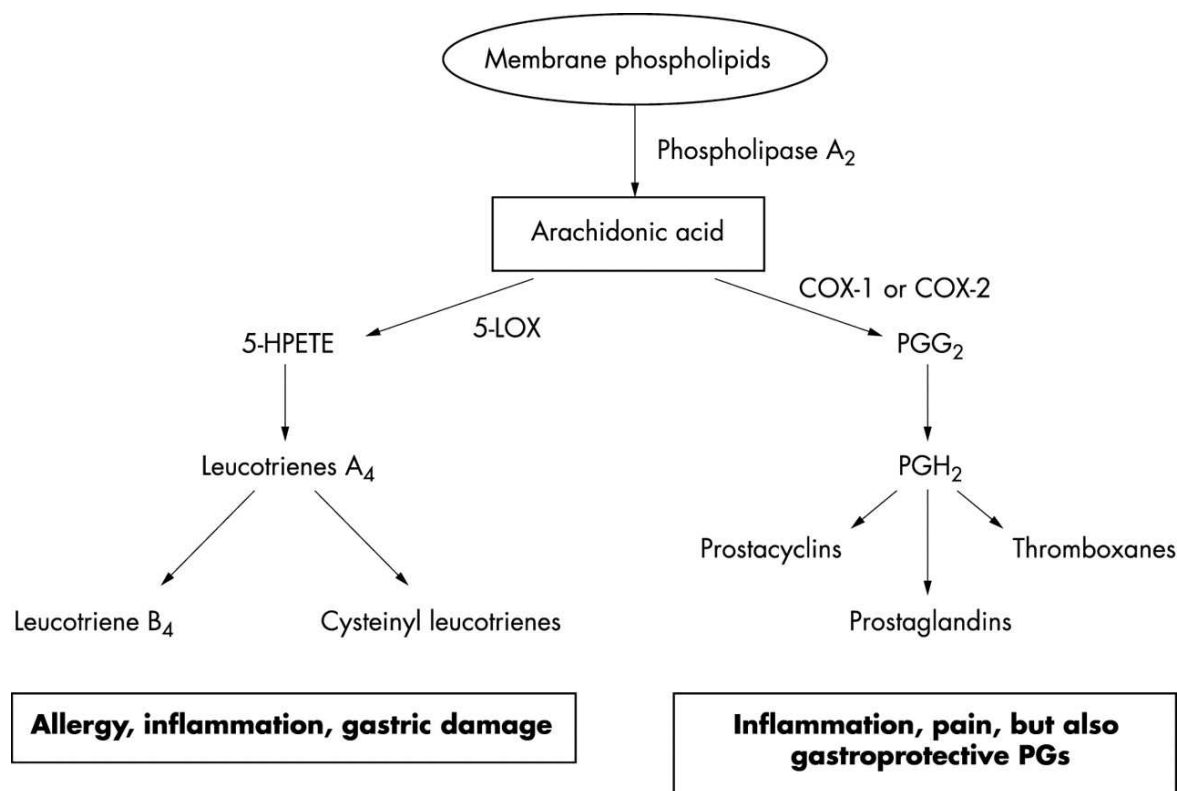 Membrane phospholipids
Phospholipase A₂
Arachidonic acid
COX-1 or COX-2
5-LOX
5-HPETE
PGG₂
Leucotrienes A₄
PGH₂
Prostacyclins
Thromboxanes
Leucotriene B₄
Cysteinyl leucotrienes
Prostaglandins
Allergy, inflammation, gastric damage
Inflammation, pain, but also
gastroprotective PGs